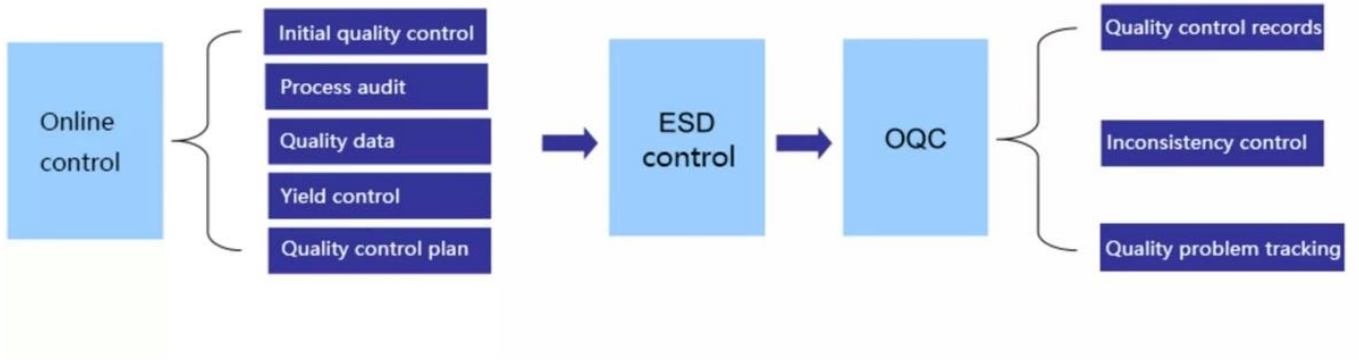 Online
control
Initial quality control
Process audit
Quality data
Yield control
Quality control plan
ESD
control
OQC
Quality control records
Inconsistency control
Quality problem tracking